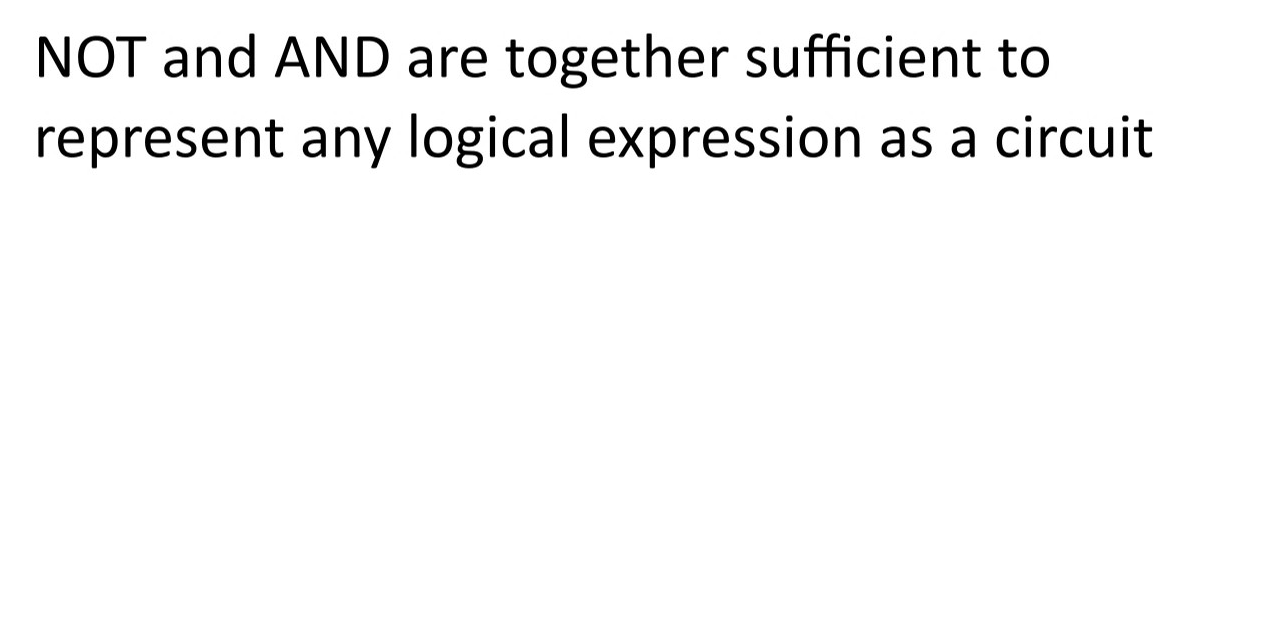 NOT and AND are together sufficient to
represent any logical expression as a circuit